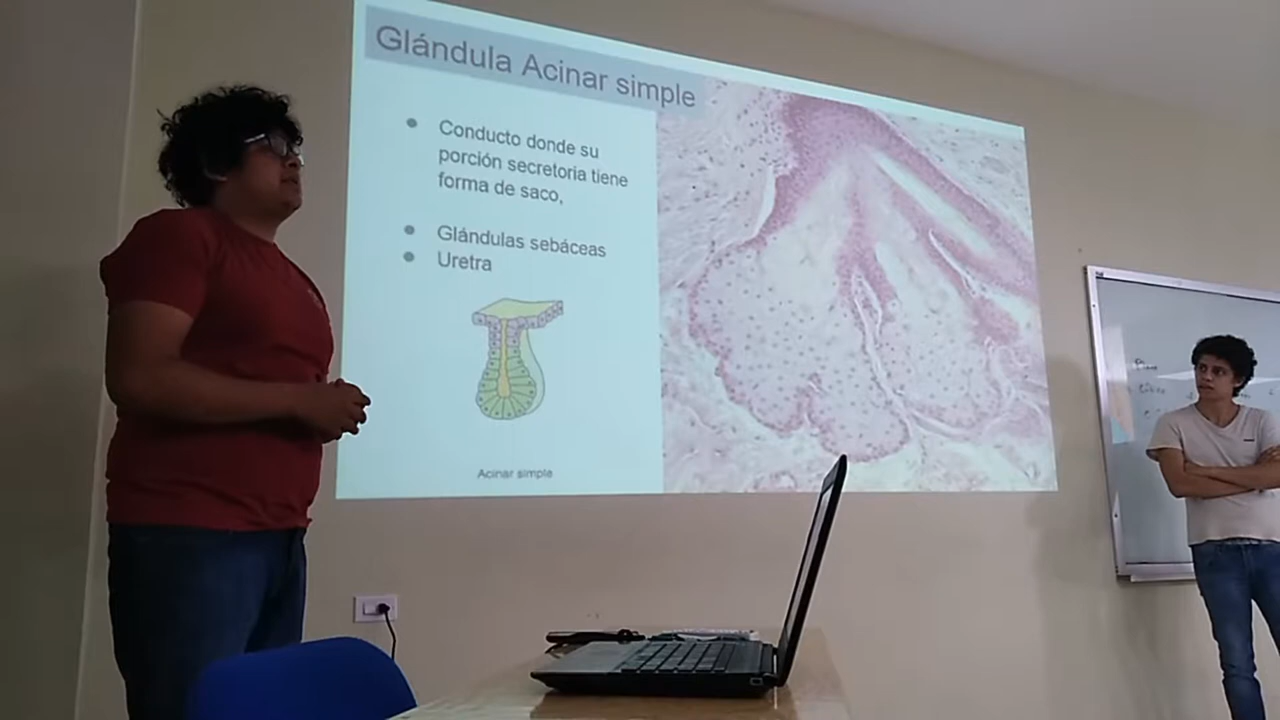 Glándula Acinar simple
Conducto donde su
porción secretoria tiene
forma de saco,
Glándulas sebáceas
Uretra
Acinar simple